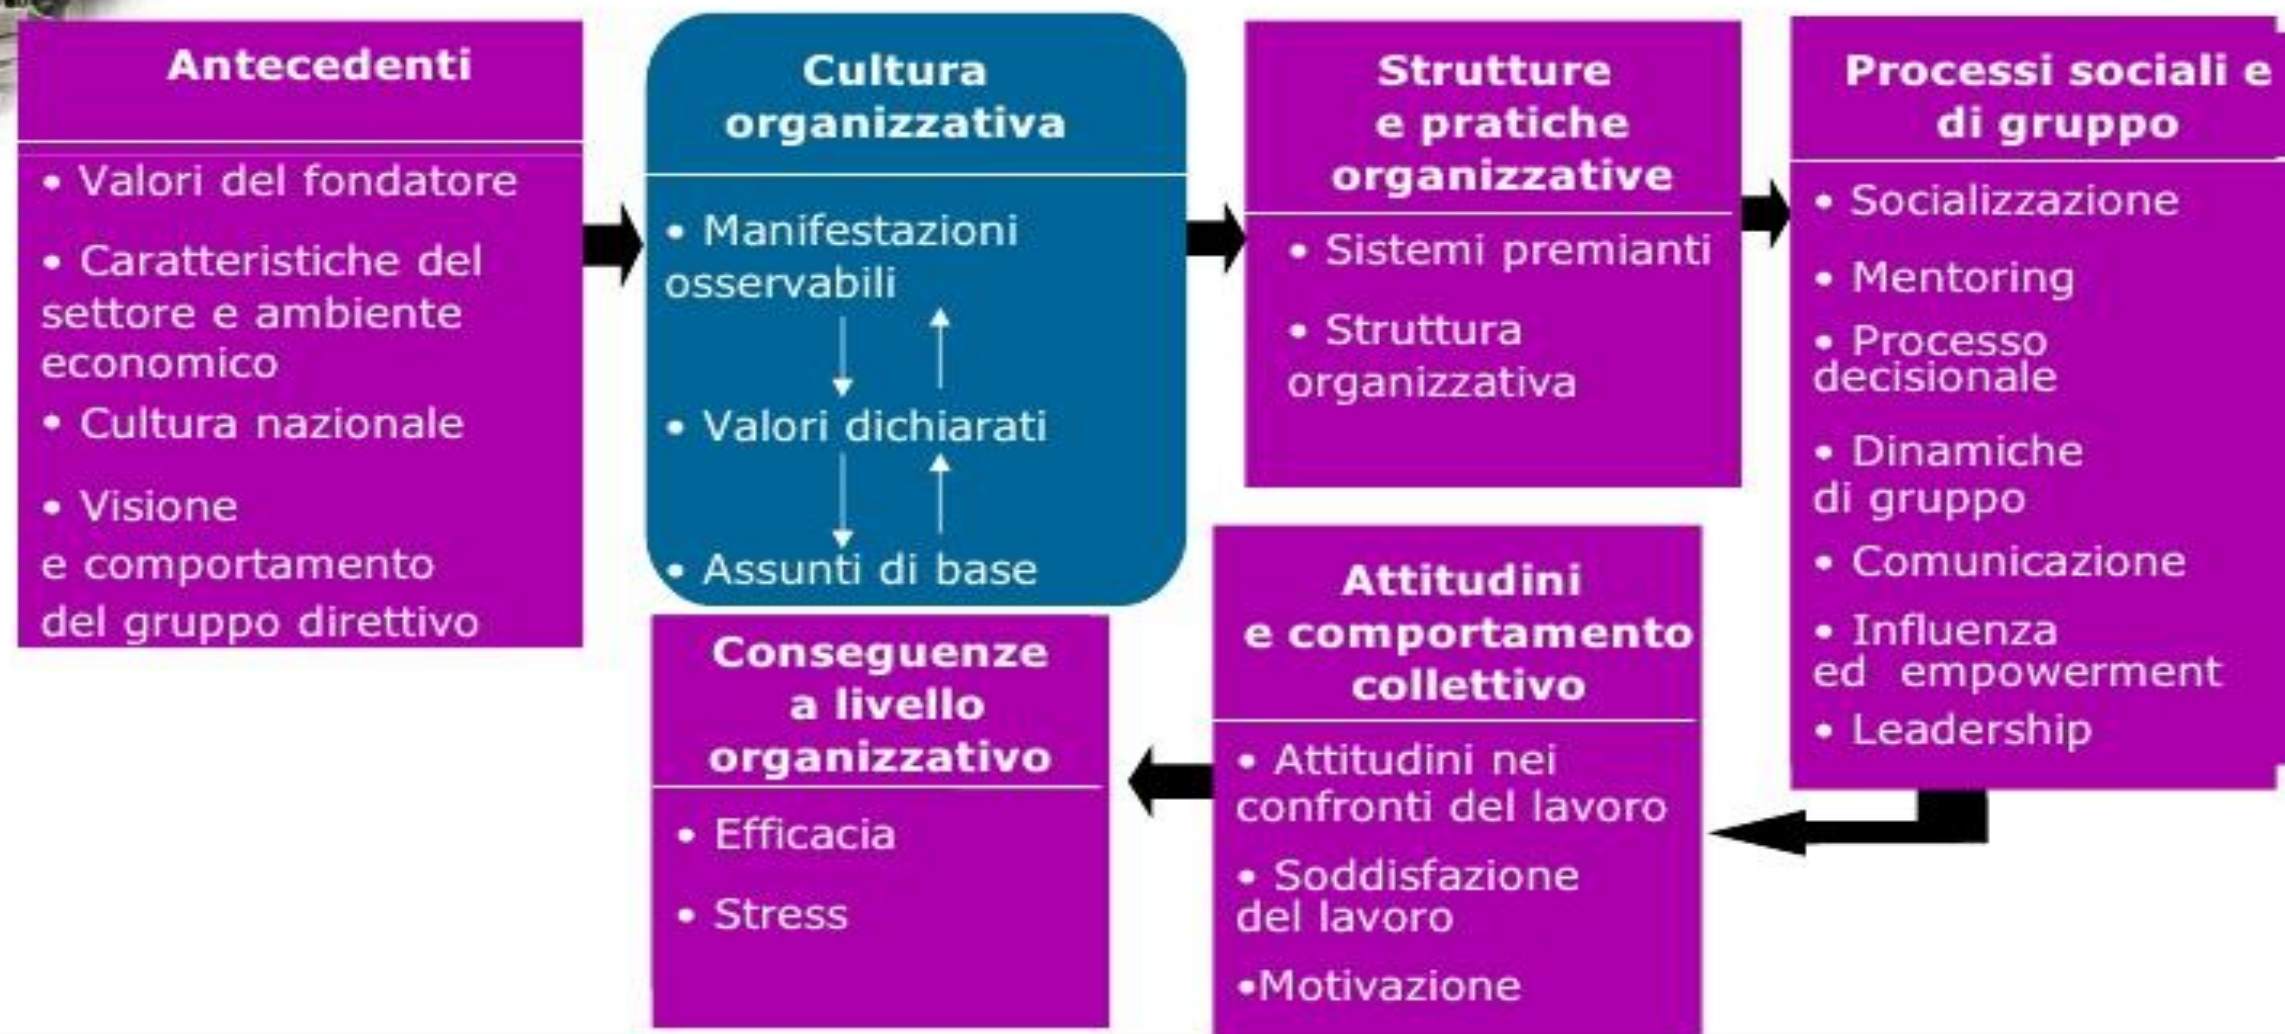 Antecedenti
• Valori del fondatore
• Caratteristiche del
settore e ambiente
economico
• Cultura nazionale
• Visione
e comportamento
del gruppo direttivo
Cultura
organizzativa
• Manifestazioni
osservabili
• Valori dichiarati
• Assunti di base
Strutture
e pratiche
organizzative
• Sistemi premianti
• Struttura
organizzativa
Processi sociali e
di gruppo
• Socializzazione
• Mentoring
• Processo
decisionale
• Dinamiche
di gruppo
• Comunicazione
• Influenza
ed empowerment
• Leadership
Attitudini
e comportamento
collettivo
• Attitudini nei
confronti del lavoro
• Soddisfazione
del lavoro
•Motivazione
Conseguenze
a livello
organizzativo
• Efficacia
• Stress